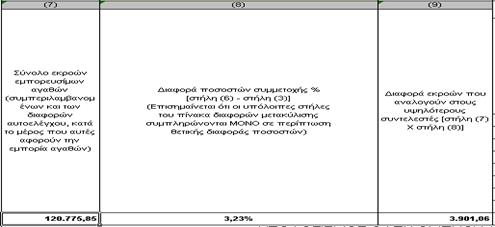 (7)
(8)
(9)
Σύνολο εκροών
εμπορευσίμων
αγαθών
(συμπεριλαμβανομ
ένων και των
διαφορών
αυτοελέγχου, κατά
το μέρος που αυτές
αφορούν την
εμπορία αγαθών)
Διαφορά ποσοστών συμμετοχής %
[στήλη (6) - στήλη (3)]
(Επισημαίνεται ότι οι υπόλοιπες στήλες
του πίνακα διαφορών μετακύλισης
συμπληρώνονται ΜΟΝΟ σε περίπτωση
θετικής διαφοράς ποσοστών)
Διαφορά εκροών που
αναλογούν στους
υψηλότερους
συντελεστές [στήλη (7)
Χ στήλη (8)]
120.775,85
3,23%
3.901,06